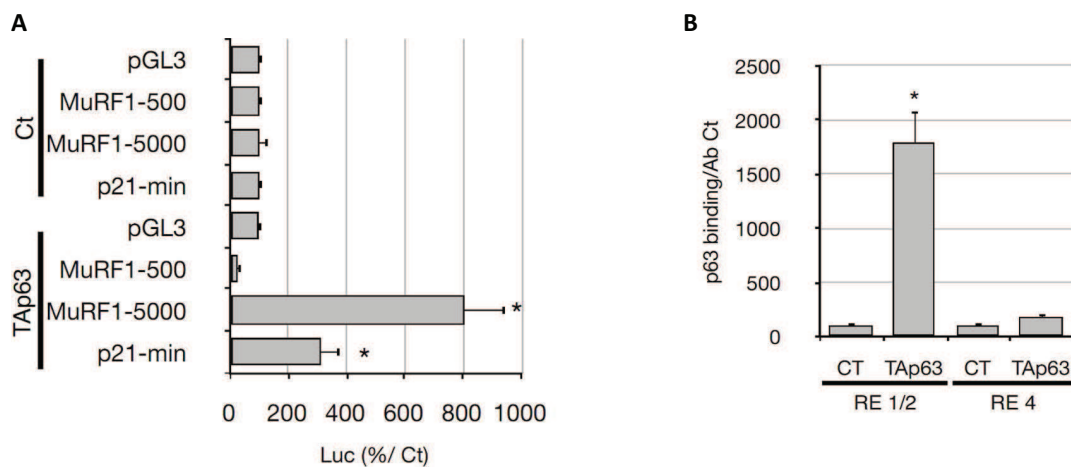 A
Ct
pGL3
MuRF1-500
MuRF1-5000
p21-min
TAp63
pGL3
MuRF1-500
MuRF1-5000
*
p21-min
*
0 200 400 600 800 1000
Luc (%/ Ct)
B
p63 binding/Ab Ct
2500
2000
1500
1000
500
0
*
CT TAp63 CT TAp63
RE 1/2 RE 4